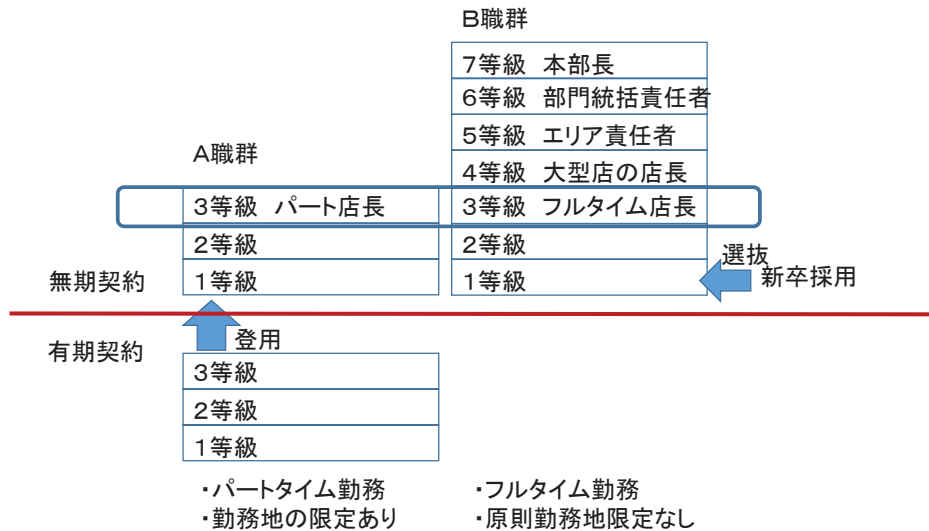 B職群
7等級 本部長
6等級 部門統括責任者
5等級 エリア責任者
4等級 大型店の店長
A職群
3等級 パート店長
3等級 フルタイム店長
2等級
2等級
1等級
1等級
選抜
新卒採用
無期契約
登用
有期契約
3等級
2等級
1等級
・パートタイム勤務
・勤務地の限定あり
・フルタイム勤務
・原則勤務地限定なし